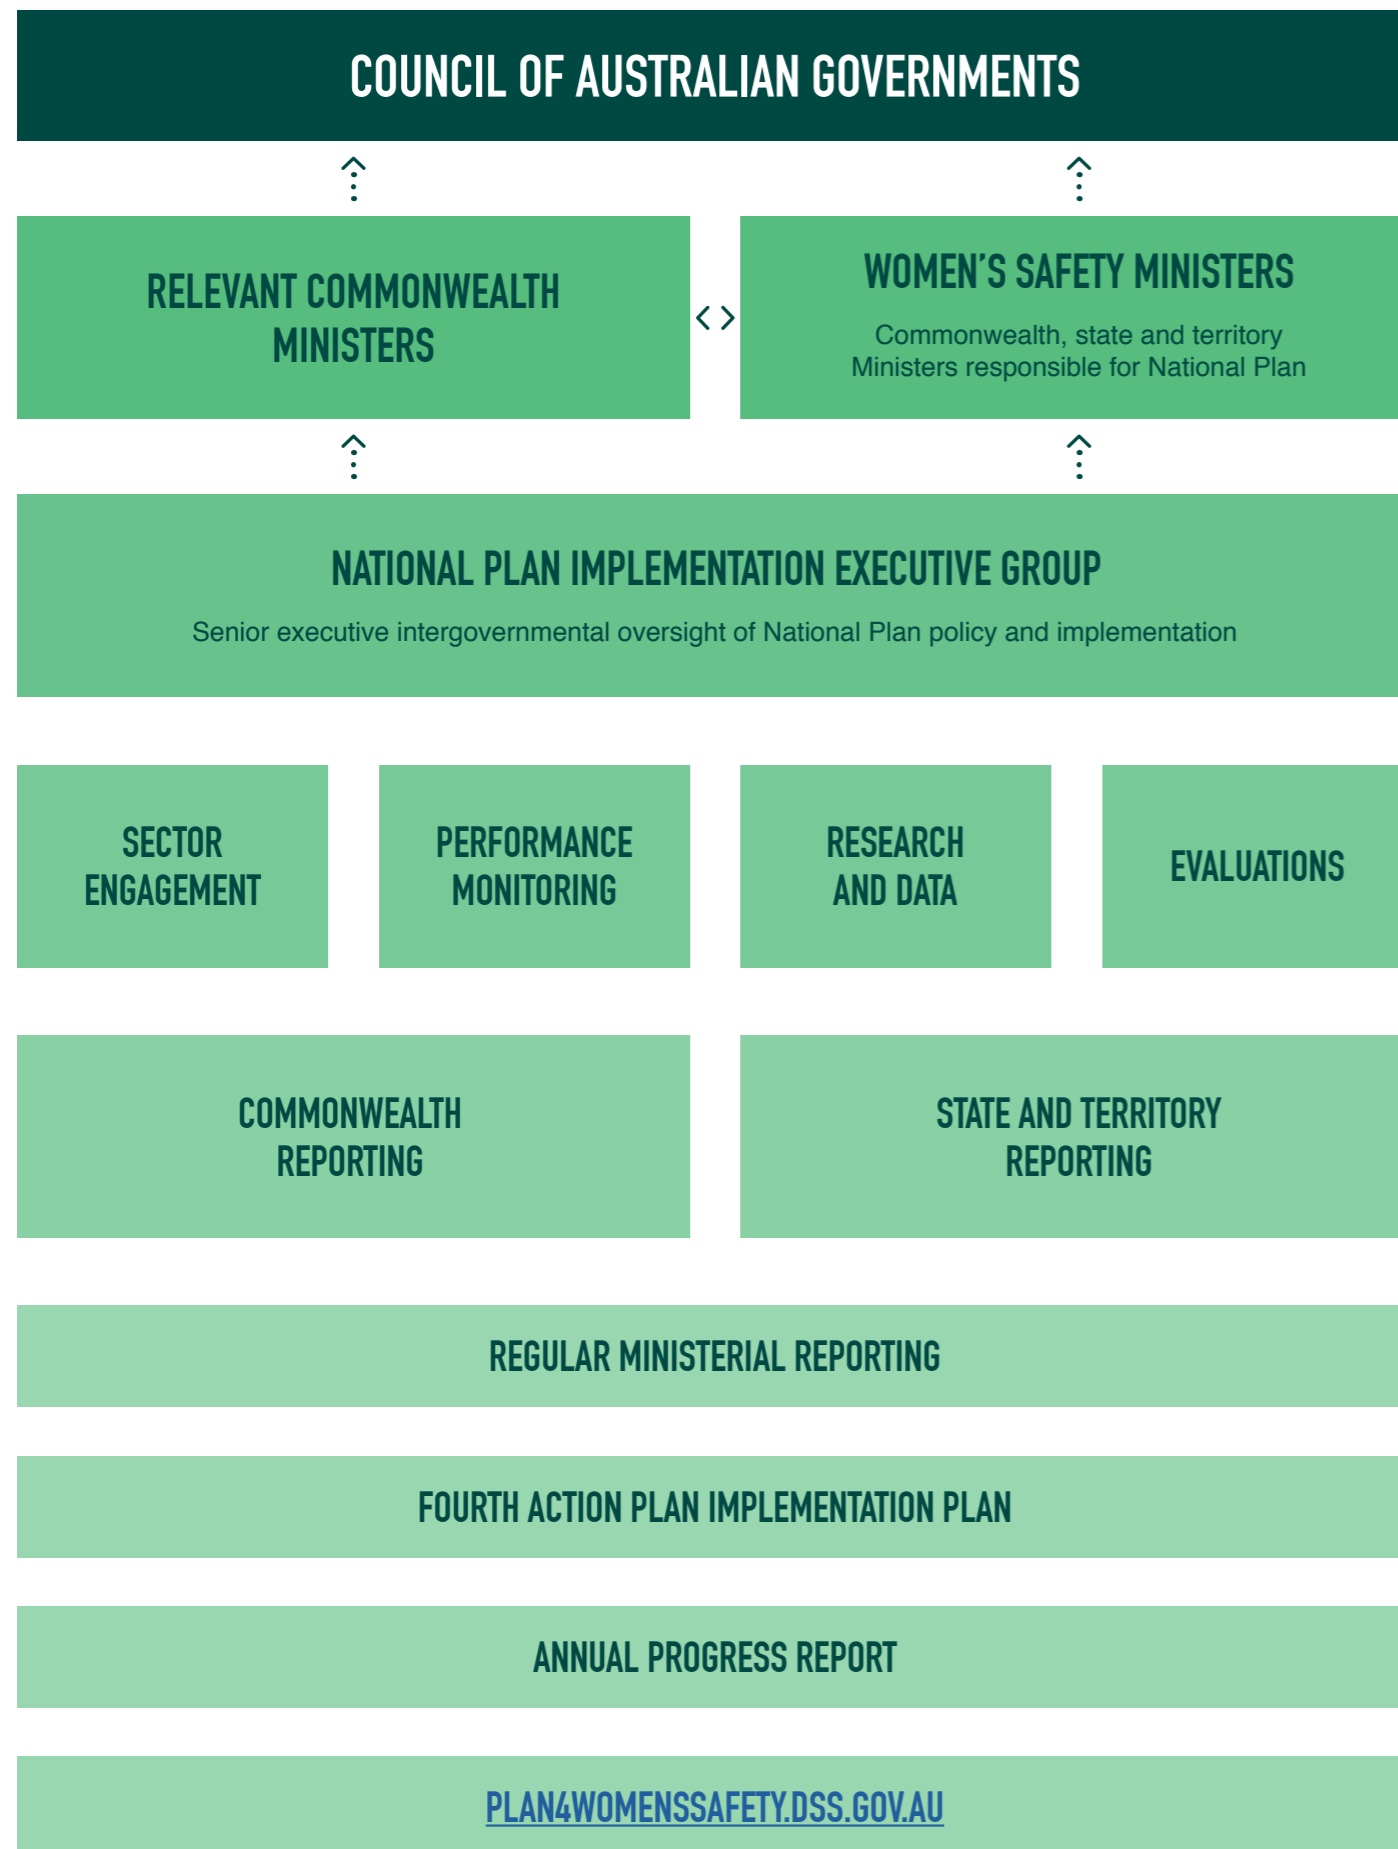 COUNCIL OF AUSTRALIAN GOVERNMENTS
RELEVANT COMMONWEALTH
MINISTERS
WOMEN'S SAFETY MINISTERS
Commonwealth, state and territory
Ministers responsible for National Plan
NATIONAL PLAN IMPLEMENTATION EXECUTIVE GROUP
Senior executive intergovernmental oversight of National Plan policy and implementation
SECTOR
ENGAGEMENT
PERFORMANCE
MONITORING
RESEARCH
AND DATA
EVALUATIONS
COMMONWEALTH
REPORTING
STATE AND TERRITORY
REPORTING
REGULAR MINISTERIAL REPORTING
FOURTH ACTION PLAN IMPLEMENTATION PLAN
ANNUAL PROGRESS REPORT
PLAN4WOMENSSAFETY.DSS.GOV.AU